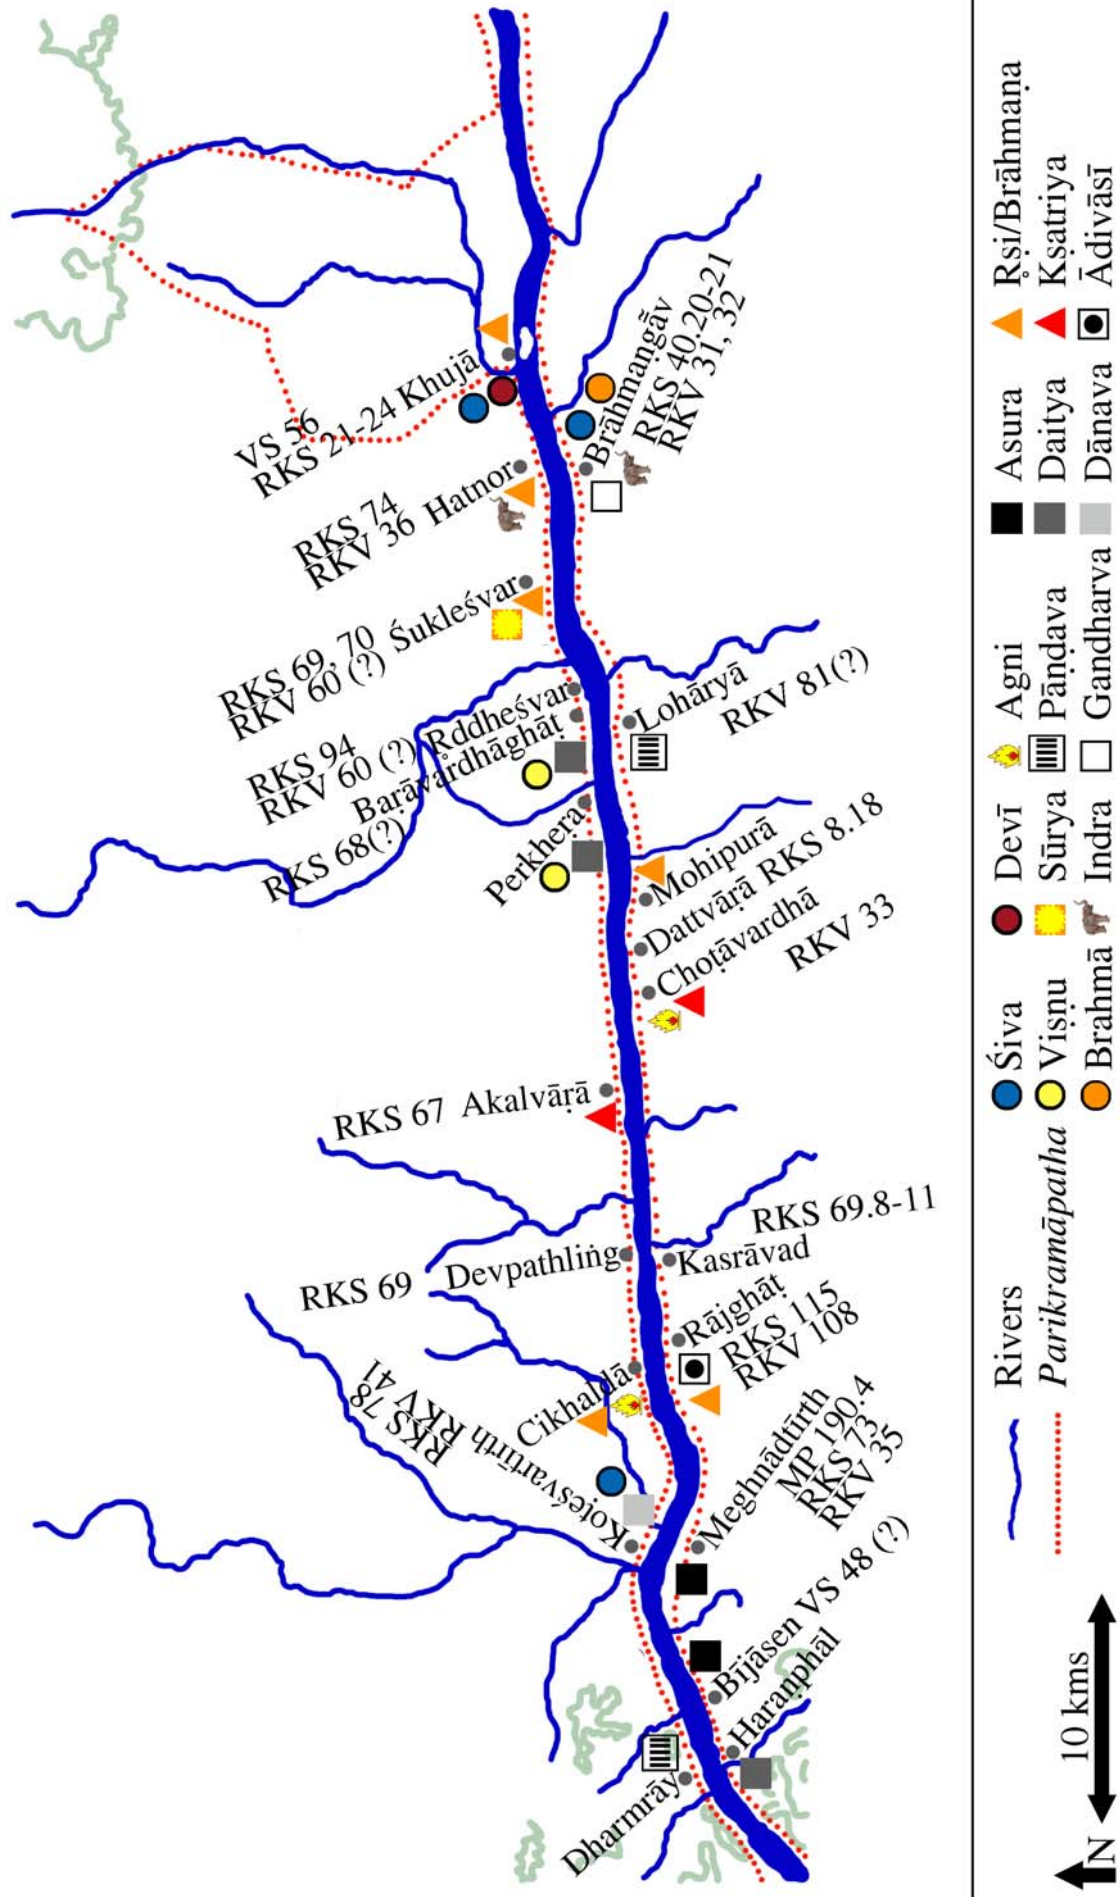 VS 56
RKS 21-24 Khujā
RKS 74
RKV 36 Hatnor
RKS 69, 70
RKV 60 (?) Śukleśvar
RKS 94
RKV 60 (?) R̥ddheśvar
Barāvardhāghāṭ
RKS 68(?)
Perkheṛa
RKS 67 Akalvāṛā
RKS 69 Devpathliṅg
Cikhaldā
RKS 78
Koṭeśvartīrth RKV 41
Dharmrāy
Brāhmangā̃v
RKS 40.20-21
RKV 31, 32
Lohāryā
RKV 81(?)
Mohipurā
Dattvāṛā RKS 8.18
Choṭāvardhā
RKV 33
RKS 69.8-11
Kasrāvad
Rājghāṭ
RKS 115
RKV 108
Meghnādtīrth
MP 190.4
RKS 73
RKV 35
Bījāsen VS 48 (?)
Haraṇphāl
N
10 kms
Rivers
Parikramāpatha
Śiva
Viṣṇu
Brahmā
Devī
Sūrya
Indra
Agni
Pāṇḍava
Gandharva
Asura
Daitya
Dānava
R̥ṣi/Brāhmaṇa
Kṣatriya
Ādivāsī